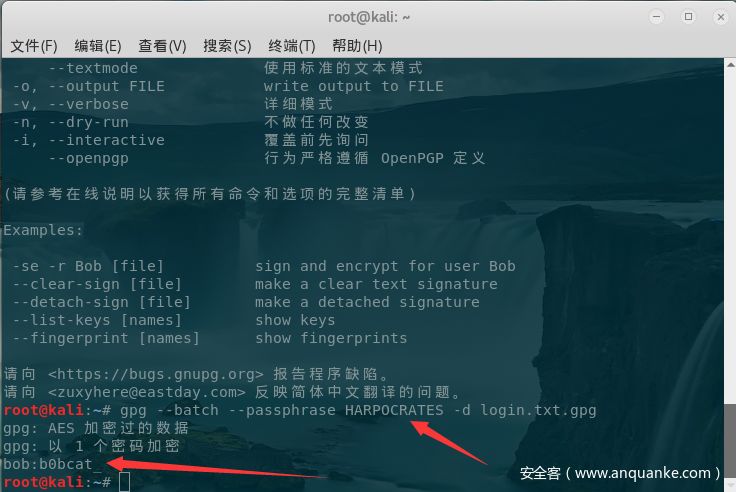 root@kali: ~
文件(F) 编辑(E) 查看(V) 搜索(S) 终端(T) 帮助(H)
--textmode 使用标准的文本模式
-o, --output FILE write output to FILE
-v, --verbose 详细模式
-n, --dry-run 不做任何改变
-i, --interactive 覆盖前先询问
--openpgp 行为严格遵循 OpenPGP 定义
(请参考在线说明以获得所有命令和选项的完整清单)
Examples:
-se -r Bob [file] sign and encrypt for user Bob
--clear-sign [file] make a clear text signature
--detach-sign [file] make a detached signature
--list-keys [names] show keys
--fingerprint [names] show fingerprints
请向 <https://bugs.gnupg.org> 报告程序缺陷。
请向 <zuxyhere@eastday.com> 反映简体中文翻译的问题。
root@kali:~# gpg --batch --passphrase HARPOCRATES -d login.txt.gpg
gpg: AES 加密过的数据
gpg: 以 1 个密码加密
bob:b0bcat_
root@kali:~#
安全客（www.anquanke.com）